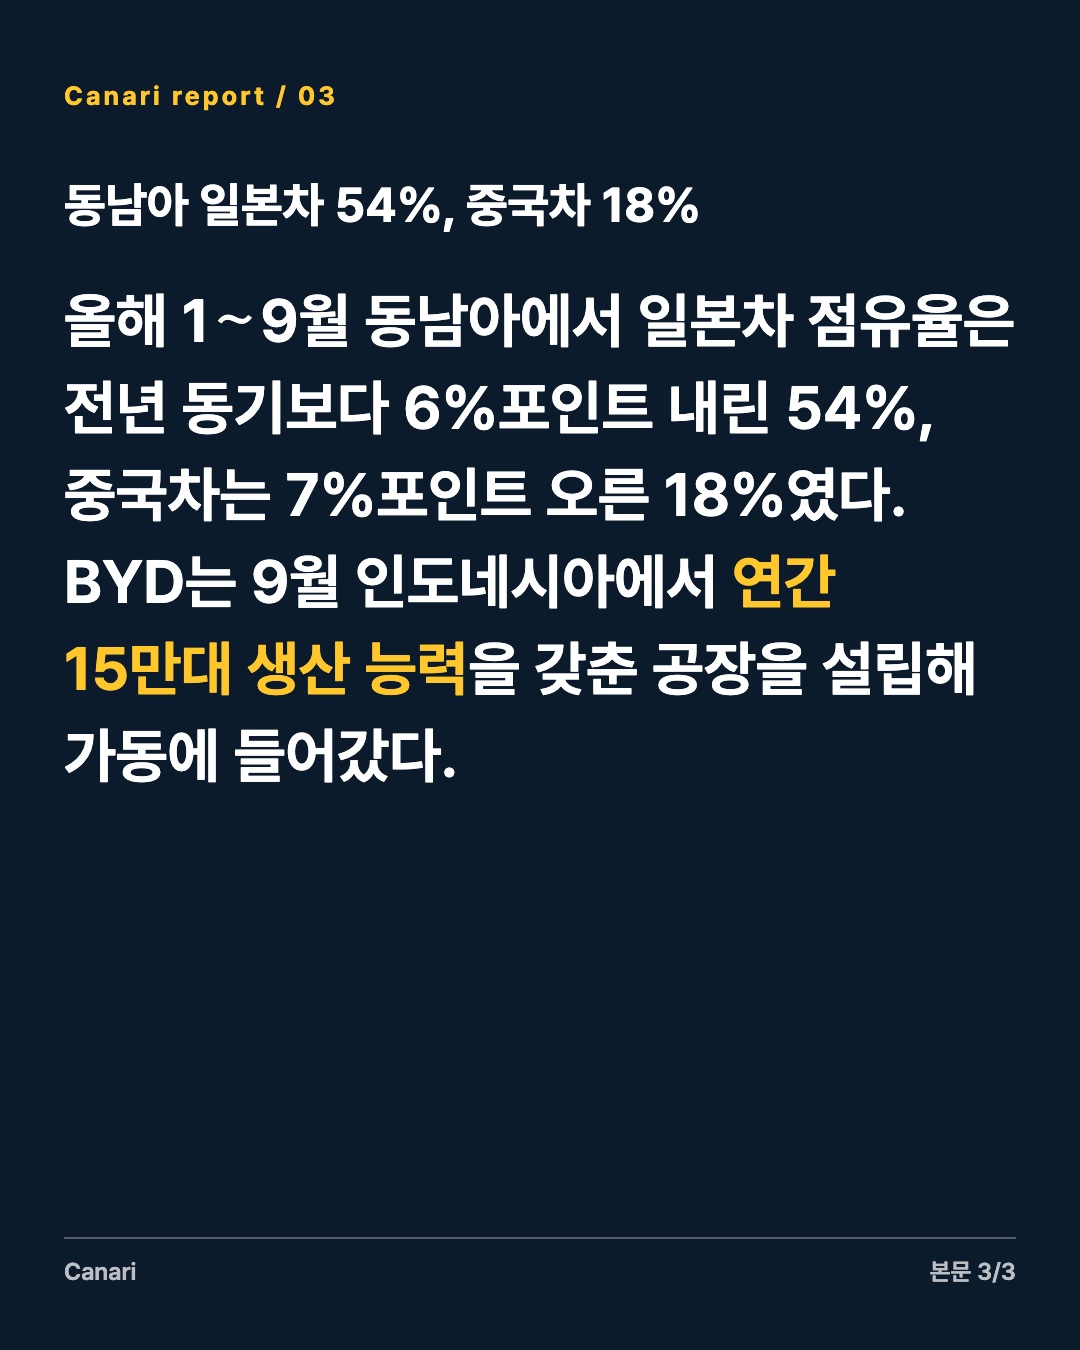 Canari report / 03
동남아 일본차 54%, 중국차 18%
올해 1~9월 동남아에서 일본차 점유율은
전년 동기보다 6%포인트 내린 54%,
중국차는 7%포인트 오른 18%였다.
BYD는 9월 인도네시아에서 연간
15만대 생산 능력을 갖춘 공장을 설립해
가동에 들어갔다.
Canari
본문 3/3